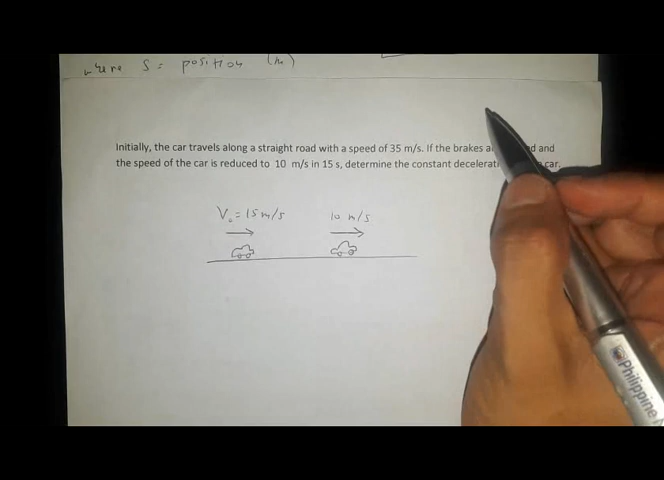 where S = position (m)
Initially, the car travels along a straight road with a speed of 35 m/s. If the brakes and
the speed of the car is reduced to 10 m/s in 15 s, determine the constant car.
V₀ = 15 m/s 10 m/s
Philippine